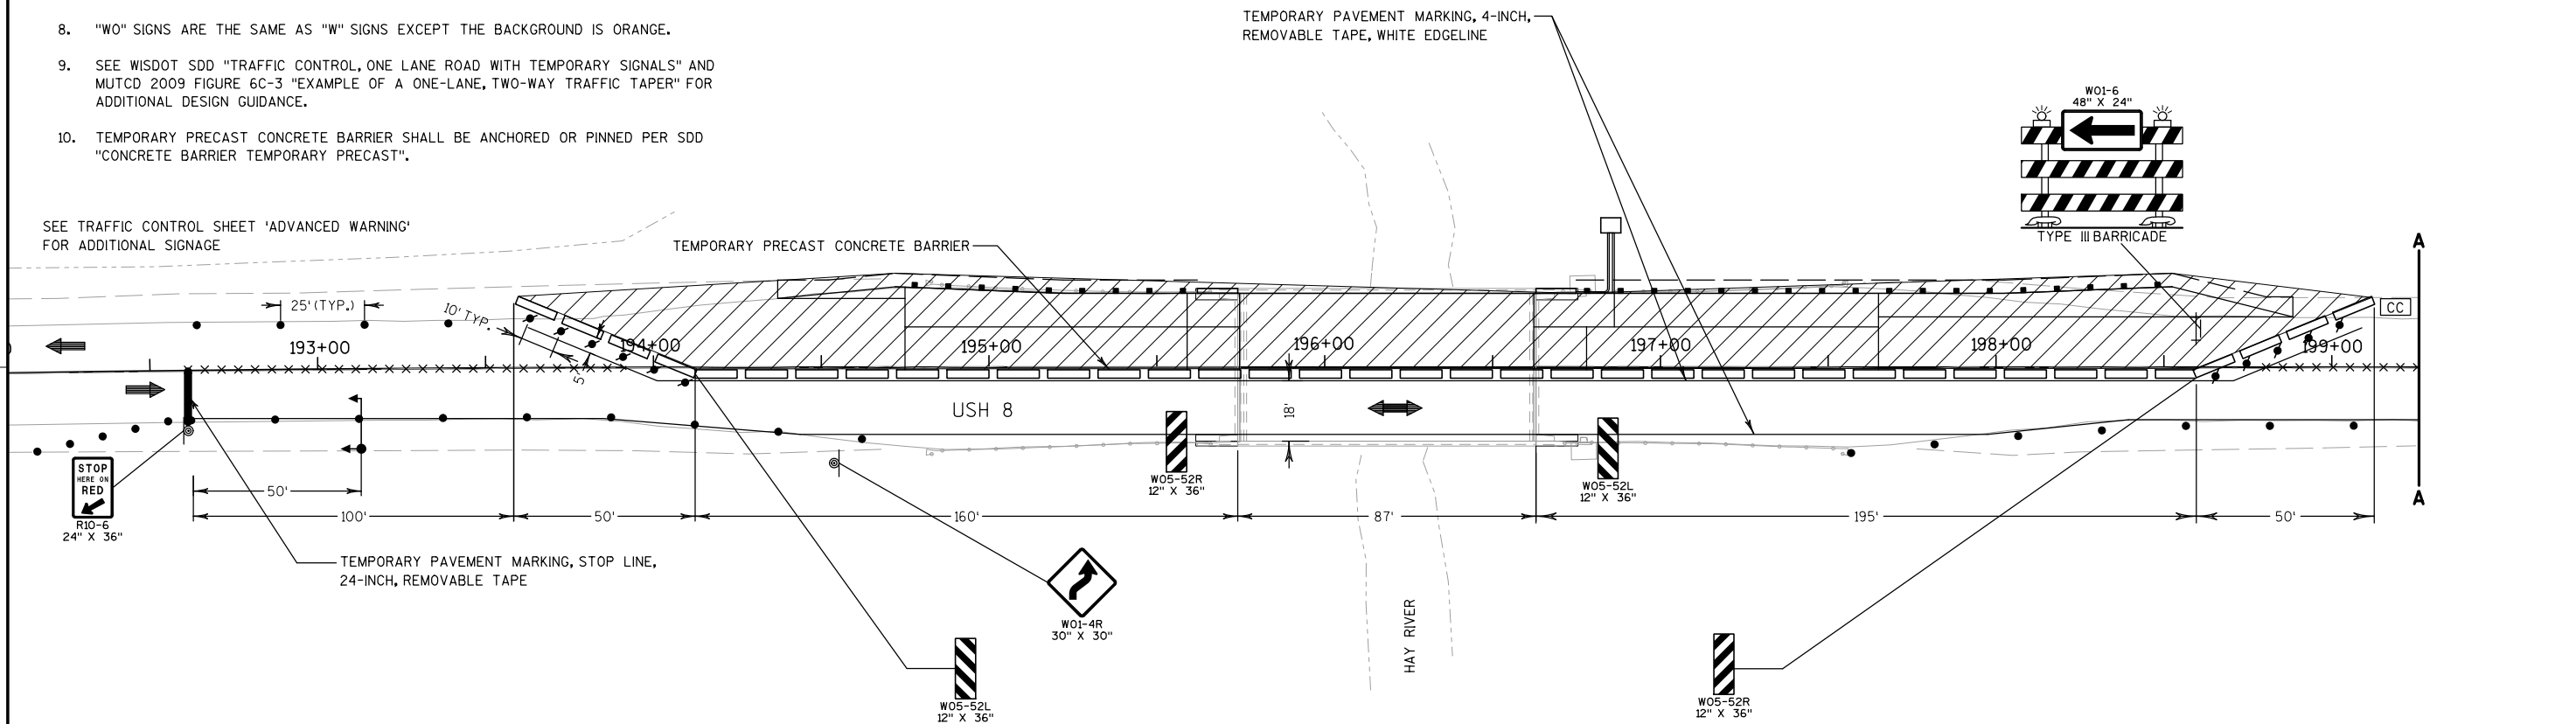 8. "WO" SIGNS ARE THE SAME AS "W" SIGNS EXCEPT THE BACKGROUND IS ORANGE.
9. SEE WISDOT SDD "TRAFFIC CONTROL, ONE LANE ROAD WITH TEMPORARY SIGNALS" AND
MUTCD 2009 FIGURE 6C-3 "EXAMPLE OF A ONE-LANE, TWO-WAY TRAFFIC TAPER" FOR
ADDITIONAL DESIGN GUIDANCE.
10. TEMPORARY PRECAST CONCRETE BARRIER SHALL BE ANCHORED OR PINNED PER SDD
"CONCRETE BARRIER TEMPORARY PRECAST".
TEMPORARY PAVEMENT MARKING, 4-INCH,
REMOVABLE TAPE, WHITE EDGELINE
WO1-6
48" X 24"
TYPE III BARRICADE
SEE TRAFFIC CONTROL SHEET 'ADVANCED WARNING'
FOR ADDITIONAL SIGNAGE
TEMPORARY PRECAST CONCRETE BARRIER
A
25' (TYP.)
10' TYP.
5'
CC
193+00
194+00
195+00
196+00
197+00
198+00
199+00
USH 8
18'
STOP
HERE ON
RED
R10-6
24" X 36"
WO5-52R
12" X 36"
WO5-52L
12" X 36"
A
50'
100'
50'
160'
87'
195'
50'
TEMPORARY PAVEMENT MARKING, STOP LINE,
24-INCH, REMOVABLE TAPE
WO1-4R
30" X 30"
HAY RIVER
WO5-52L
12" X 36"
WO5-52R
12" X 36"